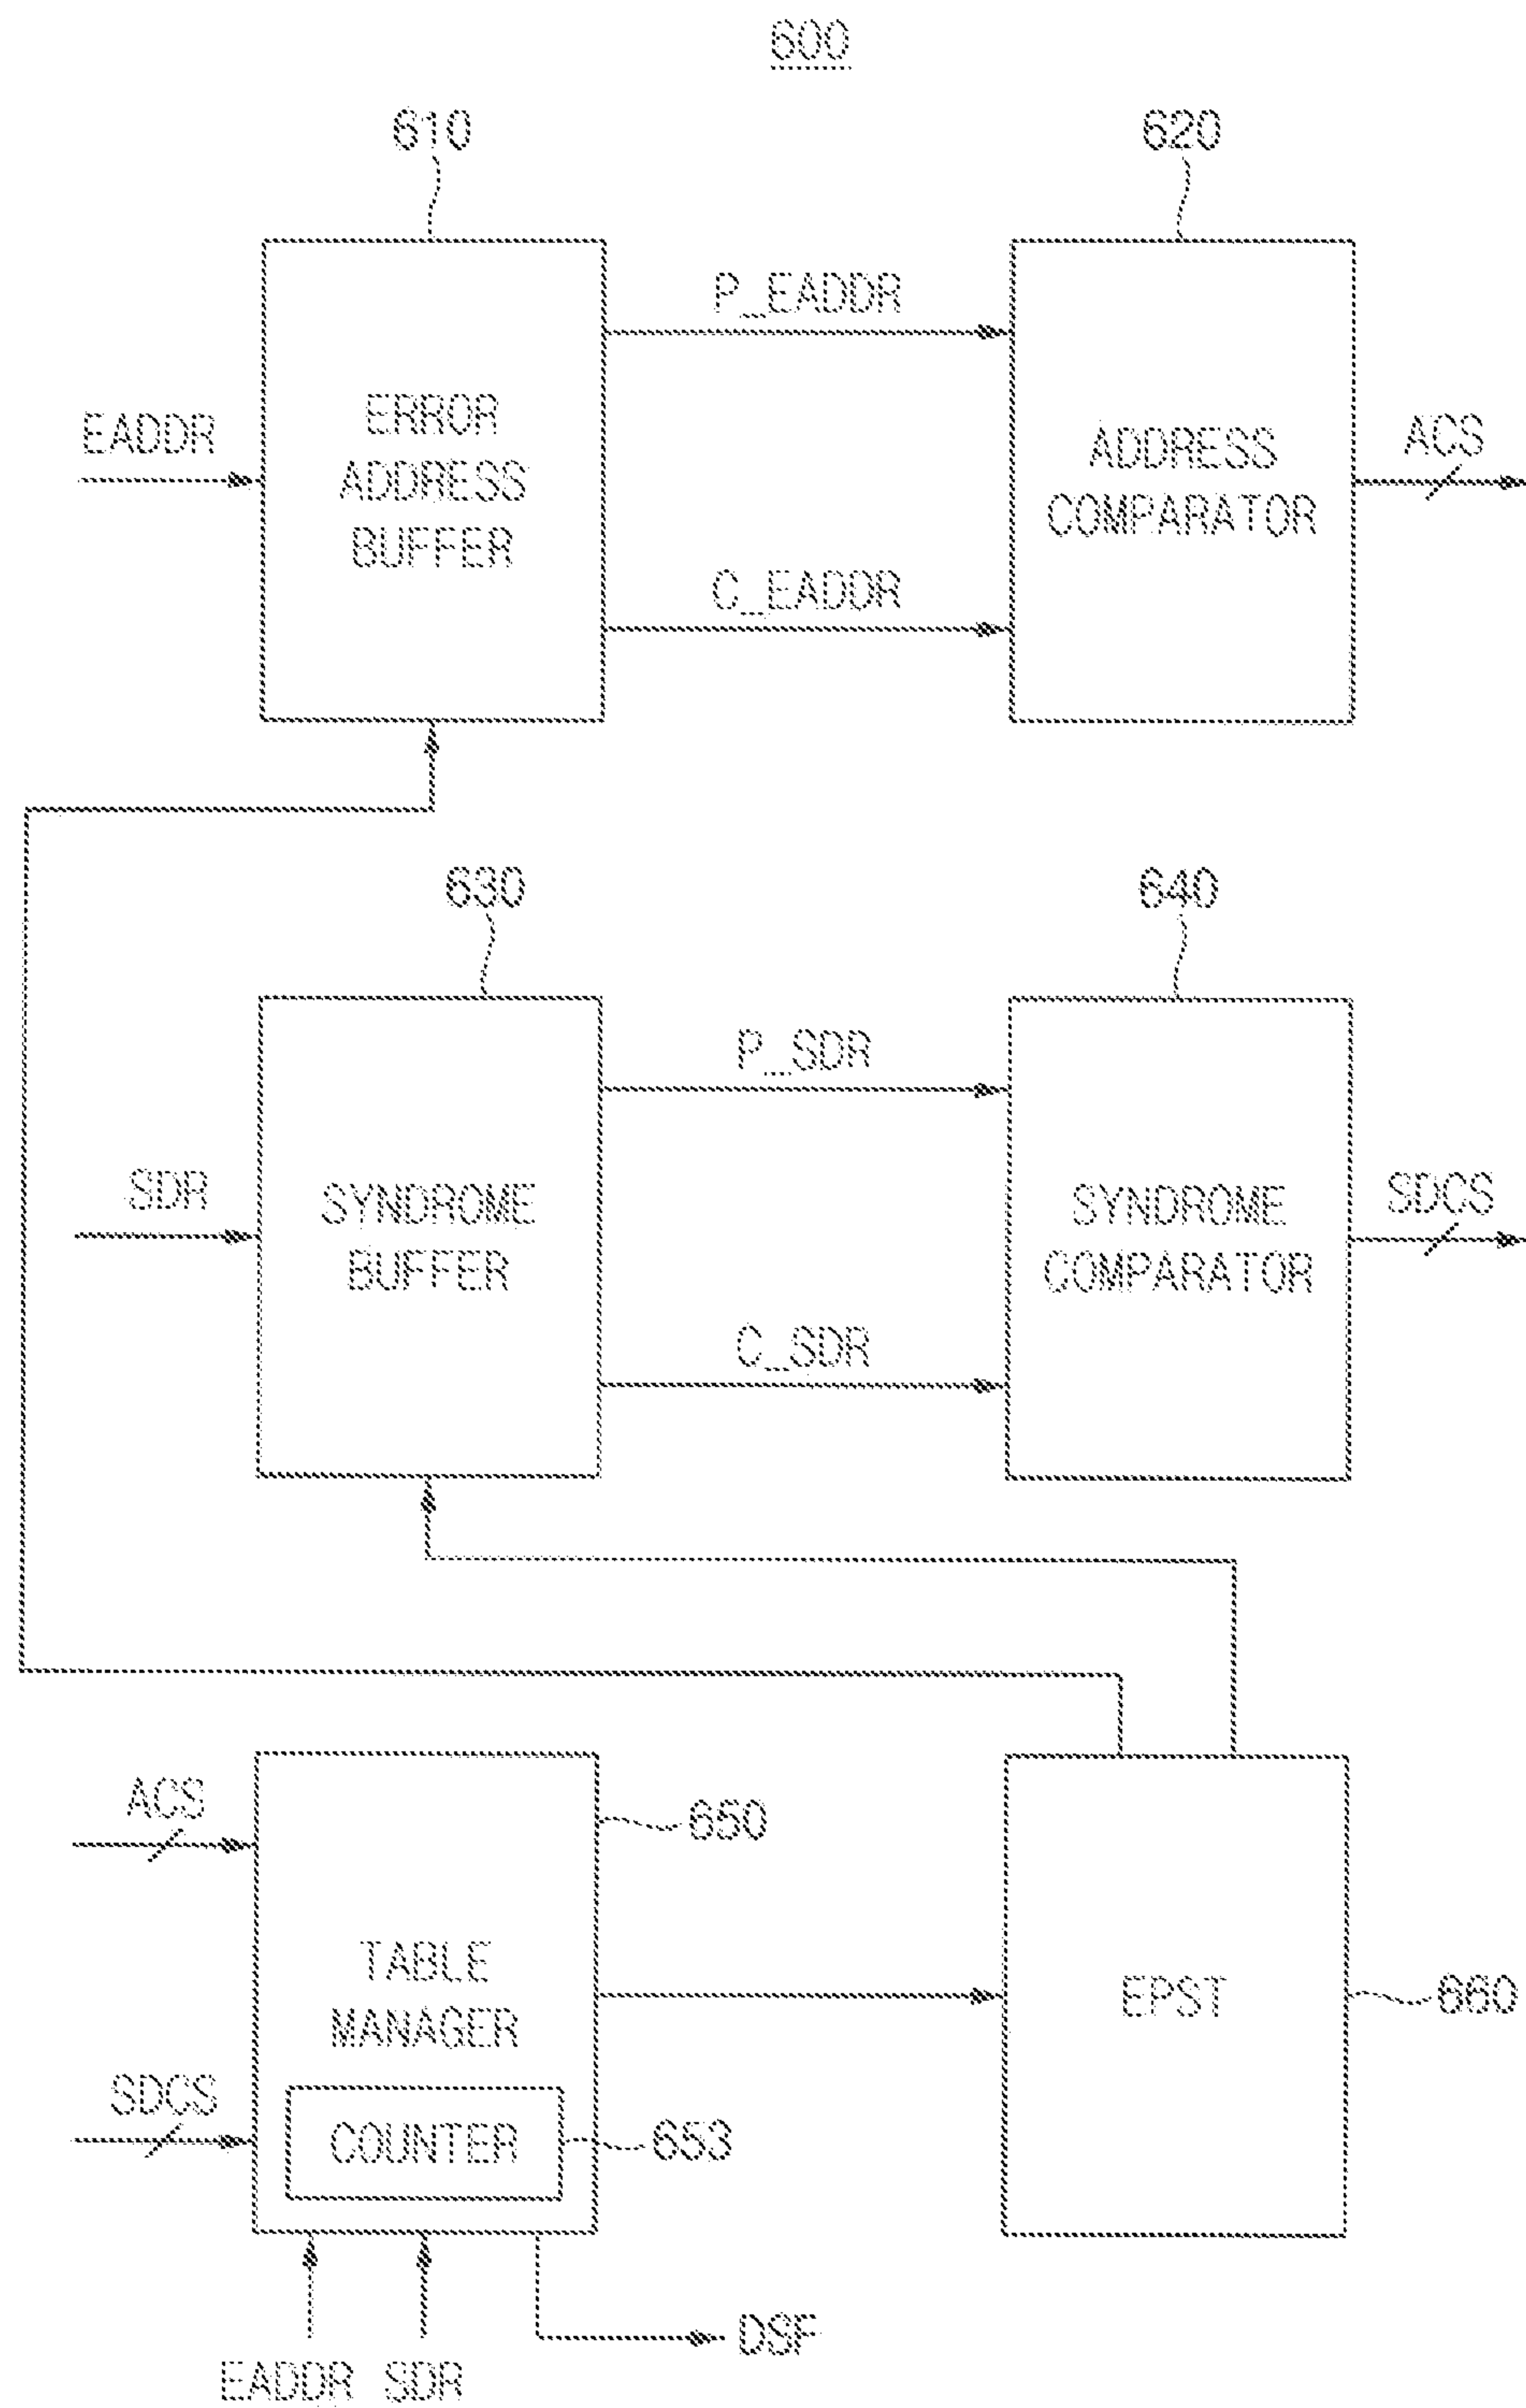 600
610
620
P_EADDR
EADDR
ERROR
ADDRESS
BUFFER
ADDRESS
COMPARATOR
ACS
C_EADDR
630
640
P_SDR
SDR
SYNDROME
BUFFER
SYNDROME
COMPARATOR
SDCS
C_SDR
ACS
650
TABLE
MANAGER
EPST
660
SDCS
COUNTER
653
DSF
EADDR SDR